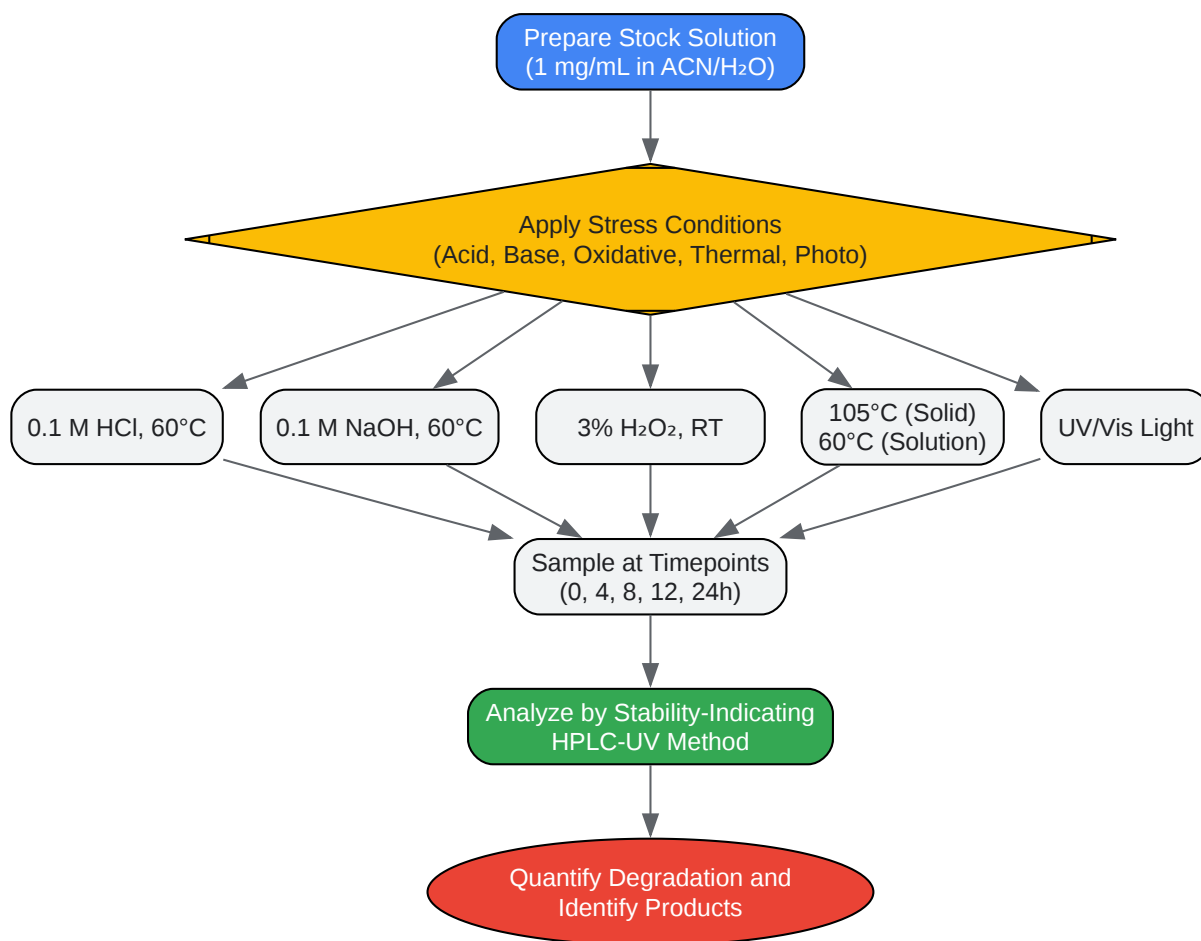 Prepare Stock Solution
(1 mg/mL in ACN/H₂O)
Apply Stress Conditions
(Acid, Base, Oxidative, Thermal, Photo)
0.1 M HCl, 60°C
0.1 M NaOH, 60°C
3% H₂O₂, RT
105°C (Solid)
60°C (Solution)
UV/Vis Light
Sample at Timepoints
(0, 4, 8, 12, 24h)
Analyze by Stability-Indicating
HPLC-UV Method
Quantify Degradation and
Identify Products